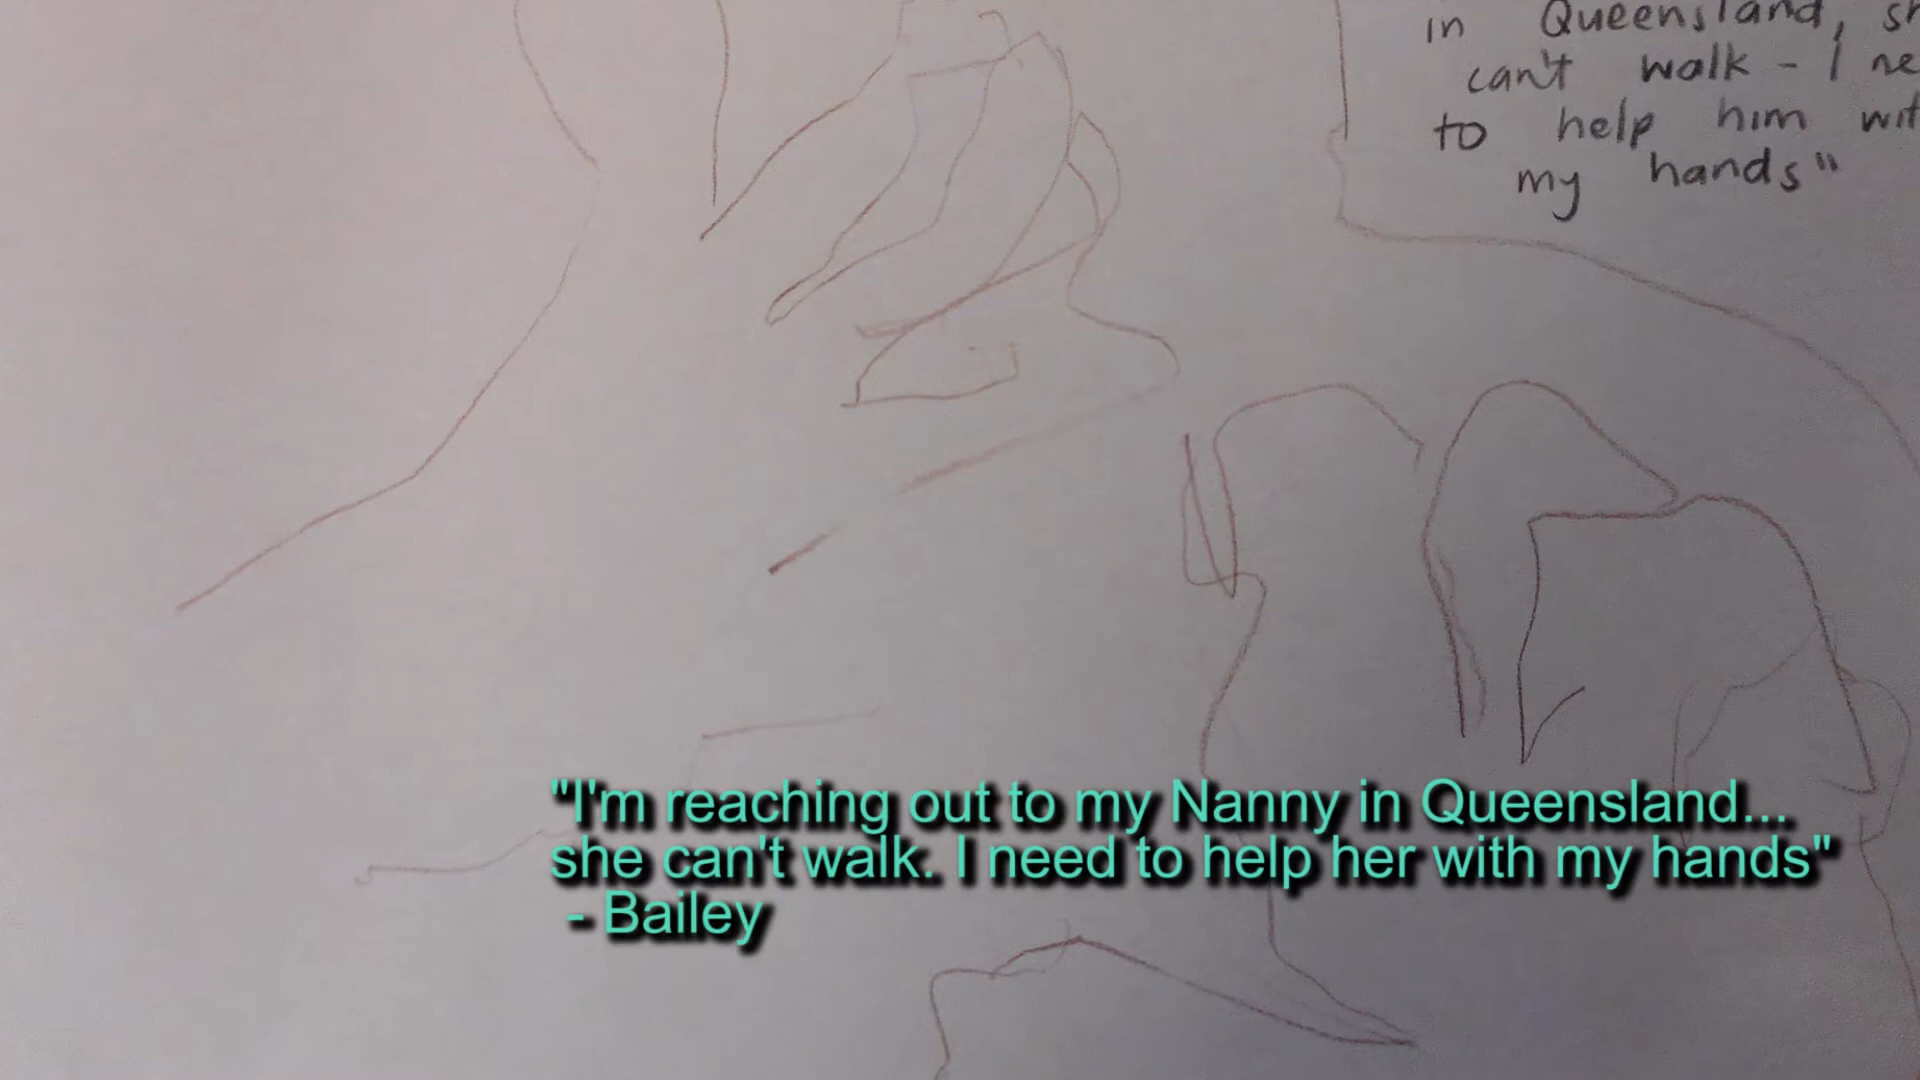 in Queensland,
can't walk - I
to help him
my hands"
"I'm reaching out to my Nanny in Queensland...
she can't walk. I need to help her with my hands"
- Bailey